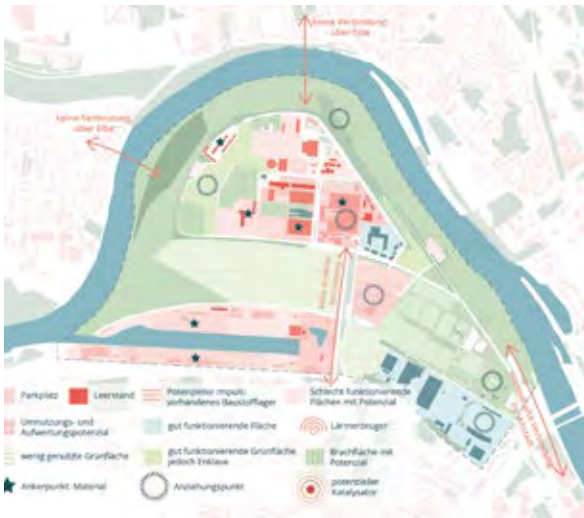 keine Verbindung
über Elbe
keine Verbindung
über Elbe
Parkplatz
Leerstand
Potenzieller Impuls:
vorhandenes Baustofflager
Schlecht funktionierende
Flächen mit Potenzial
Umnutzungs- und
Aufwertungspotenzial
gut funktionierende Fläche
Lärmerzeuger
wenig genutzte Grünfläche
gut funktionierende Grünfläche,
jedoch Enklave
Brachfläche mit
Potenzial
Ankerpunkt: Material
Anziehungspunkt
potenzieller
Katalysator